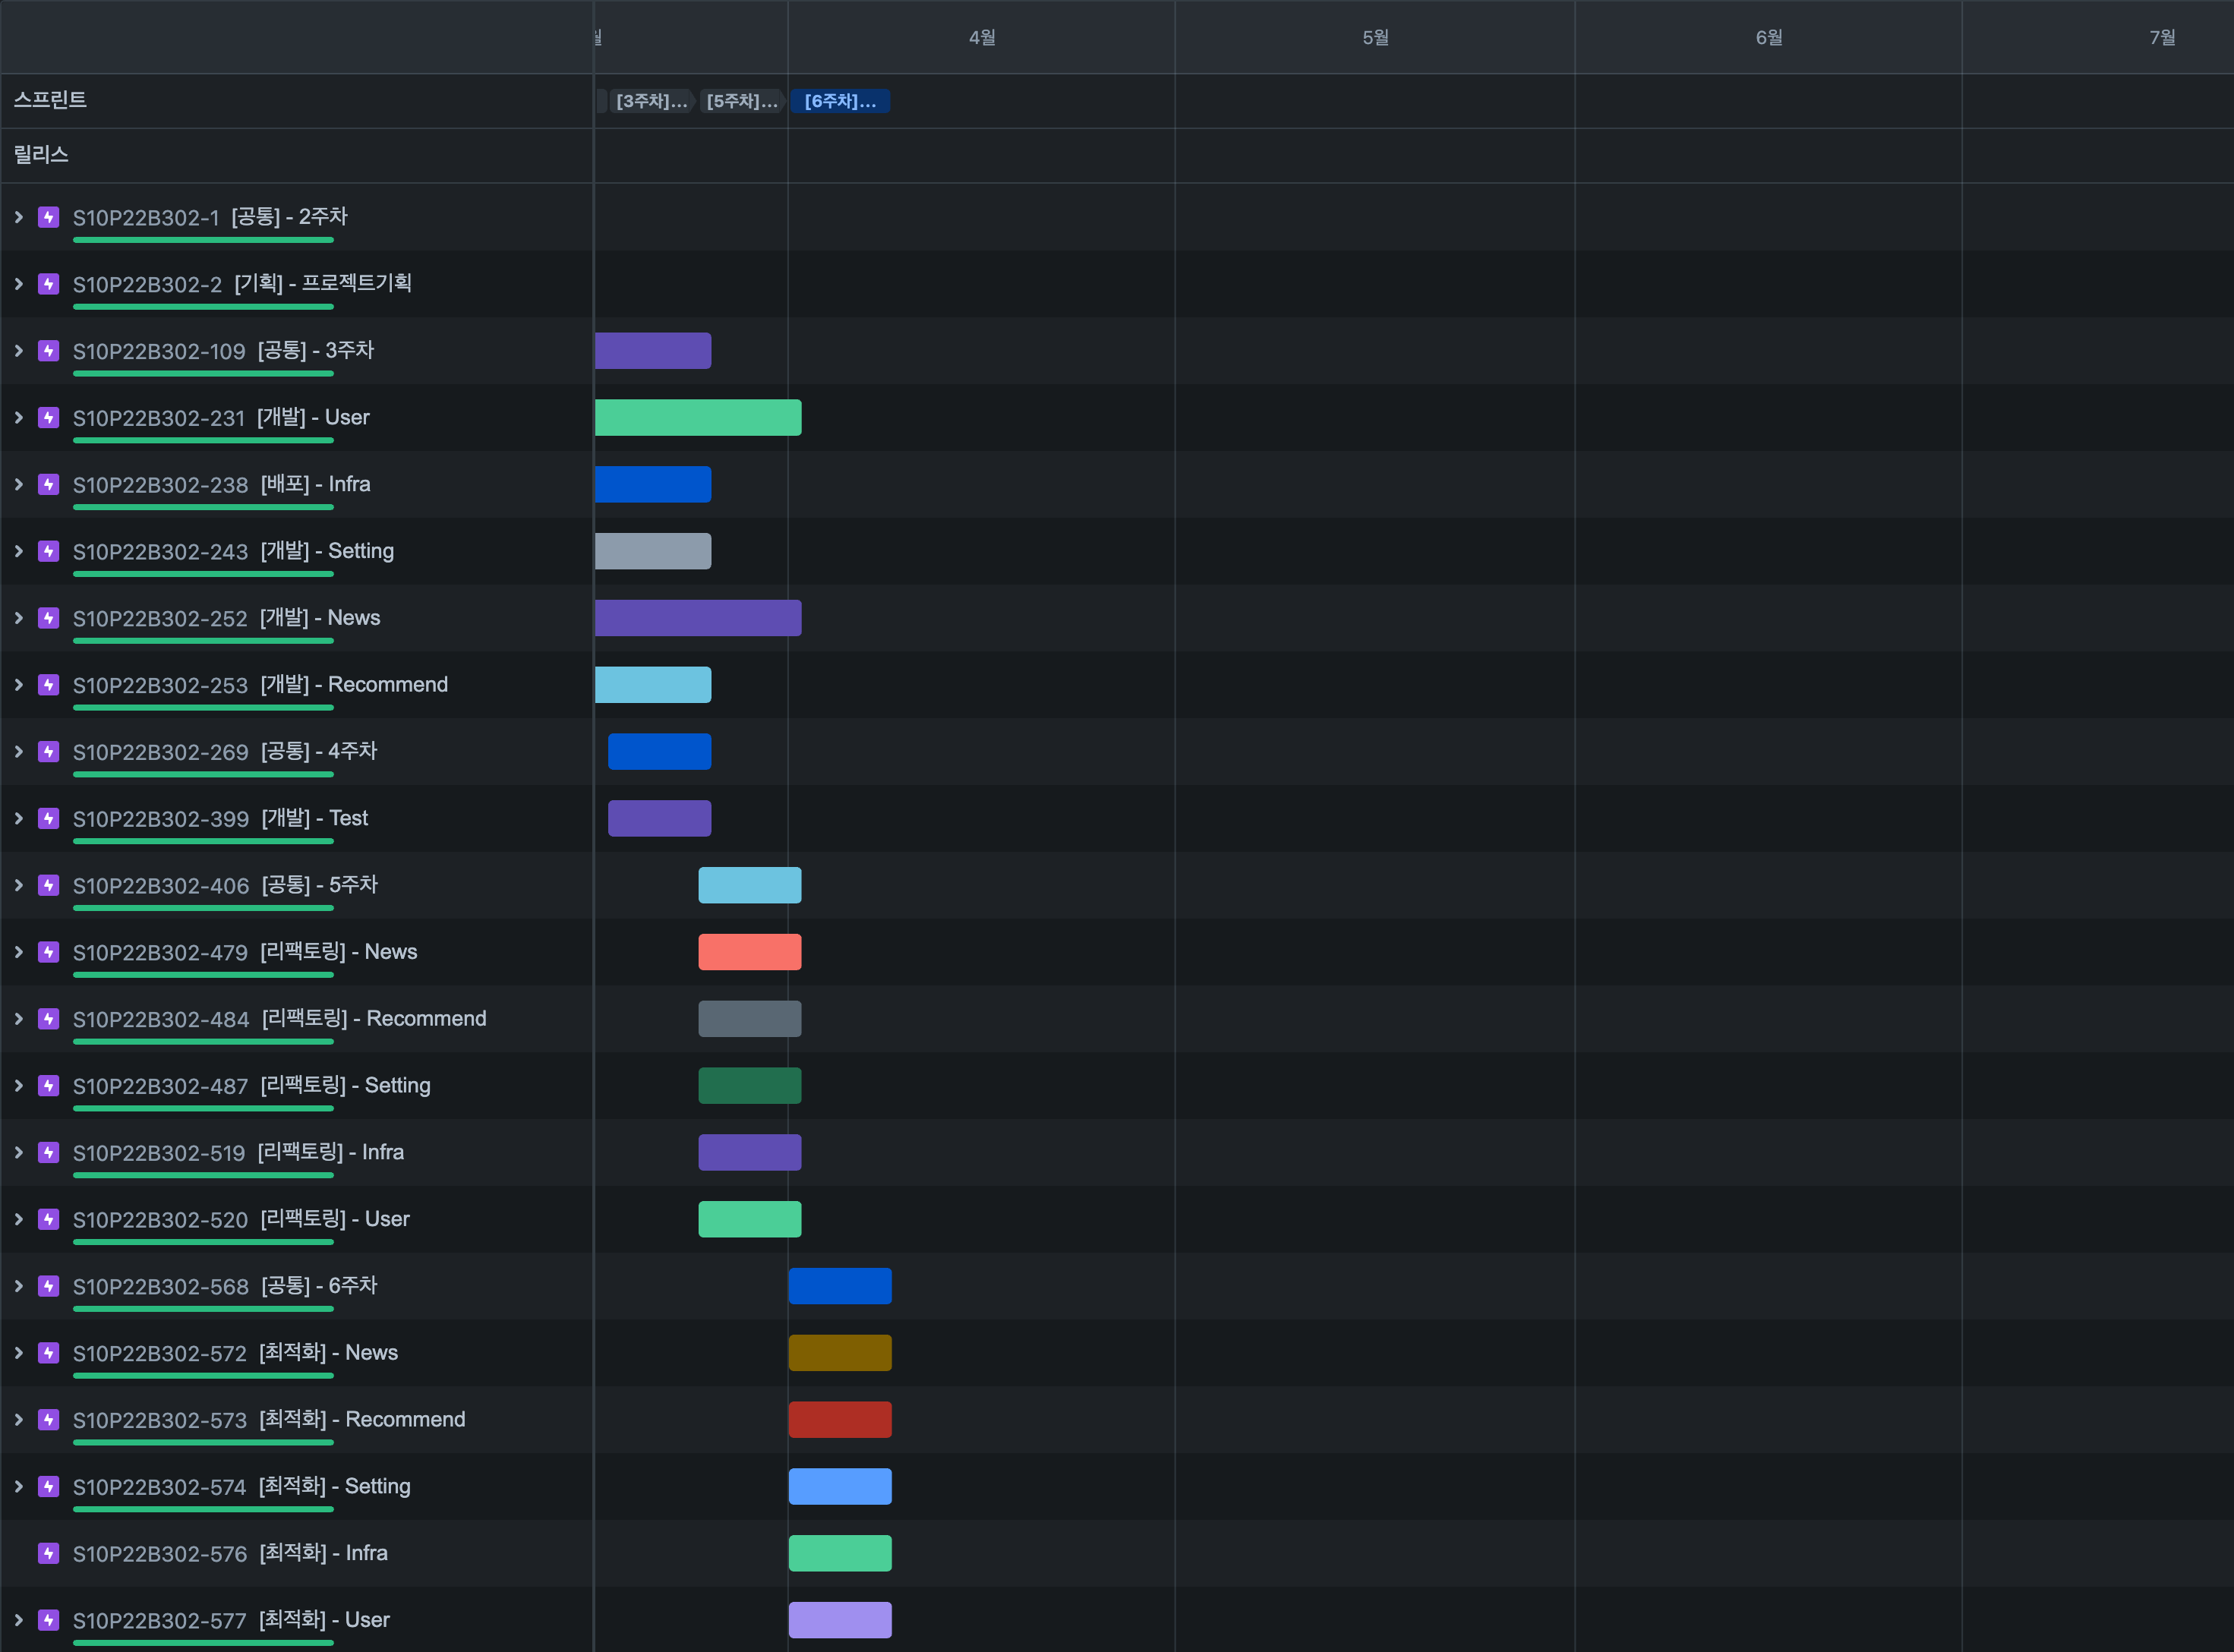 4월 5월 6월 7월
스프린트 [3주차]... [5주차]... [6주차]...
릴리스
S10P22B302-1 [공통] - 2주차
S10P22B302-2 [기획] - 프로젝트기획
S10P22B302-109 [공통] - 3주차
S10P22B302-231 [개발] - User
S10P22B302-238 [배포] - Infra
S10P22B302-243 [개발] - Setting
S10P22B302-252 [개발] - News
S10P22B302-253 [개발] - Recommend
S10P22B302-269 [공통] - 4주차
S10P22B302-399 [개발] - Test
S10P22B302-406 [공통] - 5주차
S10P22B302-479 [리팩토링] - News
S10P22B302-484 [리팩토링] - Recommend
S10P22B302-487 [리팩토링] - Setting
S10P22B302-519 [리팩토링] - Infra
S10P22B302-520 [리팩토링] - User
S10P22B302-568 [공통] - 6주차
S10P22B302-572 [최적화] - News
S10P22B302-573 [최적화] - Recommend
S10P22B302-574 [최적화] - Setting
S10P22B302-576 [최적화] - Infra
S10P22B302-577 [최적화] - User